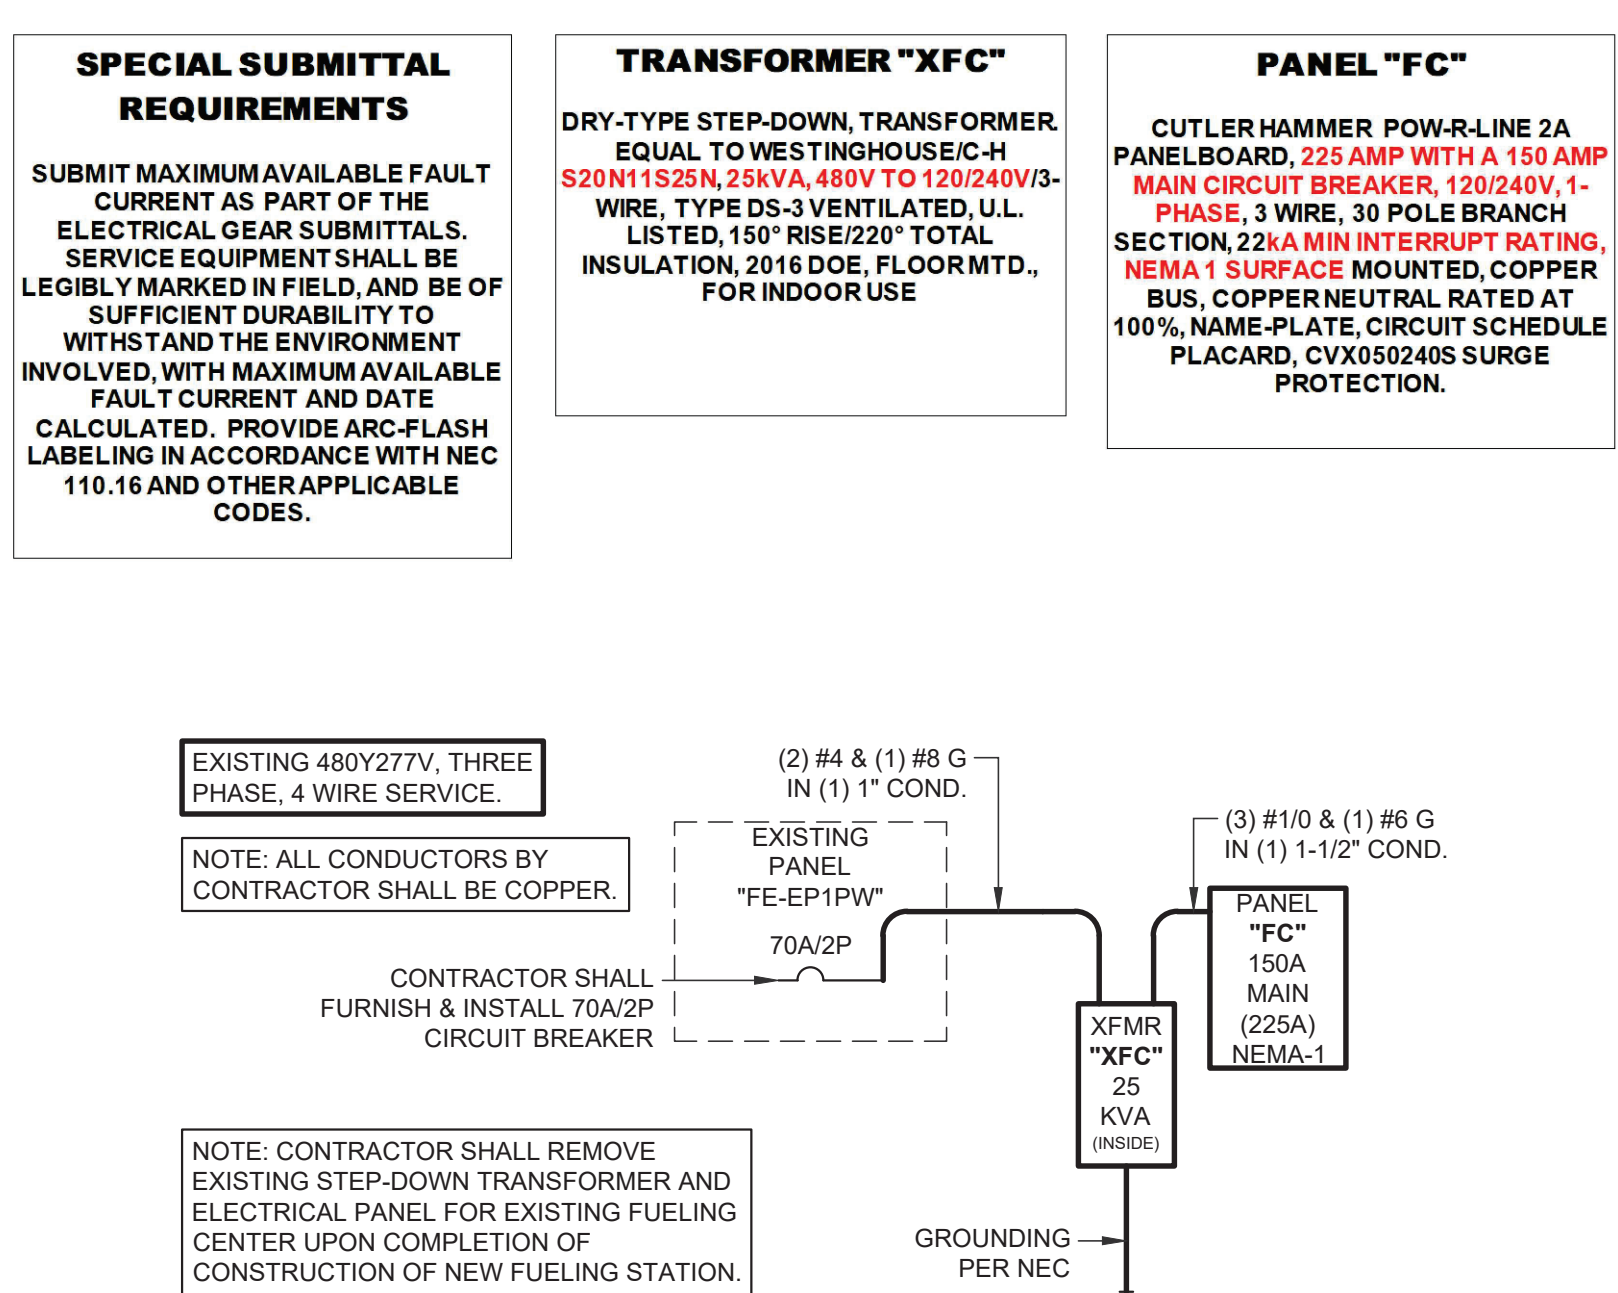 SPECIAL SUBMITTAL
REQUIREMENTS
SUBMIT MAXIMUM AVAILABLE FAULT
CURRENT AS PART OF THE
ELECTRICAL GEAR SUBMITTALS.
SERVICE EQUIPMENT SHALL BE
LEGIBLY MARKED IN FIELD, AND BE OF
SUFFICIENT DURABILITY TO
WITHSTAND THE ENVIRONMENT
INVOLVED, WITH MAXIMUM AVAILABLE
FAULT CURRENT AND DATE
CALCULATED. PROVIDE ARC-FLASH
LABELING IN ACCORDANCE WITH NEC
110.16 AND OTHER APPLICABLE
CODES.
TRANSFORMER "XFC"
DRY-TYPE STEP-DOWN, TRANSFORMER.
EQUAL TO WESTINGHOUSE/C-H
S20N11S25N, 25kVA, 480V TO 120/240V/3-
WIRE, TYPE DS-3 VENTILATED, U.L.
LISTED, 150° RISE/220° TOTAL
INSULATION, 2016 DOE, FLOOR MTD.,
FOR INDOOR USE
PANEL "FC"
CUTLER HAMMER POW-R-LINE 2A
PANELBOARD, 225 AMP WITH A 150 AMP
MAIN CIRCUIT BREAKER, 120/240V, 1-
PHASE, 3 WIRE, 30 POLE BRANCH
SECTION, 22kA MIN INTERRUPT RATING,
NEMA 1 SURFACE MOUNTED, COPPER
BUS, COPPER NEUTRAL RATED AT
100%, NAME-PLATE, CIRCUIT SCHEDULE
PLACARD, CVX050240S SURGE
PROTECTION.
EXISTING 480Y277V, THREE
PHASE, 4 WIRE SERVICE.
NOTE: ALL CONDUCTORS BY
CONTRACTOR SHALL BE COPPER.
(2) #4 & (1) #8 G
IN (1) 1" COND.
(3) #1/0 & (1) #6 G
IN (1) 1-1/2" COND.
EXISTING
PANEL
"FE-EP1PW"
70A/2P
CONTRACTOR SHALL
FURNISH & INSTALL 70A/2P
CIRCUIT BREAKER
PANEL
"FC"
150A
MAIN
(225A)
NEMA-1
XFMR
"XFC"
25
KVA
(INSIDE)
NOTE: CONTRACTOR SHALL REMOVE
EXISTING STEP-DOWN TRANSFORMER AND
ELECTRICAL PANEL FOR EXISTING FUELING
CENTER UPON COMPLETION OF
CONSTRUCTION OF NEW FUELING STATION.
GROUNDING
PER NEC